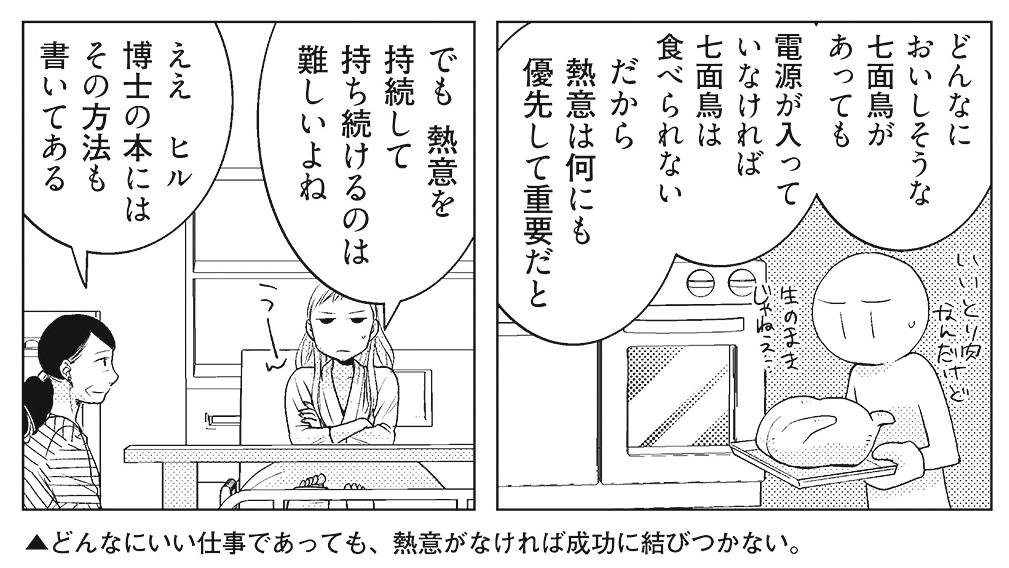 どんなに
おいしそうな
七面鳥が
あっても
電源が入って
いなければ
七面鳥は
食べられない
だから
熱意は何にも
優先して重要だと
いいとり肉
なんだけど
生のまま
じゃねえ…
でも 熱意を
持続して
持ち続けるのは
難しいよね
うーん
ええ ヒル
博士の本には
その方法も
書いてある
▲どんなにいい仕事であっても、熱意がなければ成功に結びつかない。